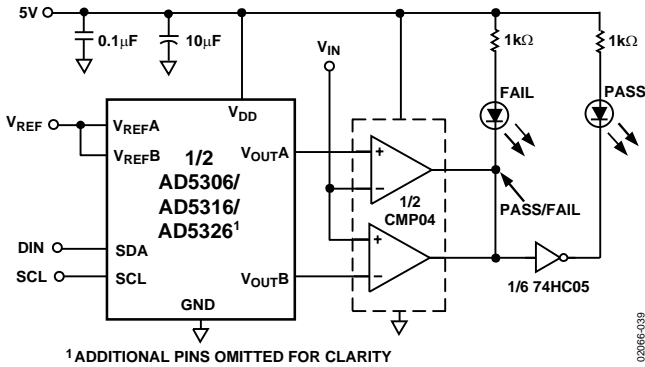 5V
0.1μF
10μF
VIN
1kΩ
1kΩ
FAIL
PASS
VREF
VREFA
VREFB
VDD
1/2
AD5306/
AD5316/
AD5326¹
VOUTA
VOUTB
1/2
CMP04
PASS/FAIL
DIN
SDA
SCL
SCL
GND
1/6 74HC05
¹ADDITIONAL PINS OMITTED FOR CLARITY
02066-039